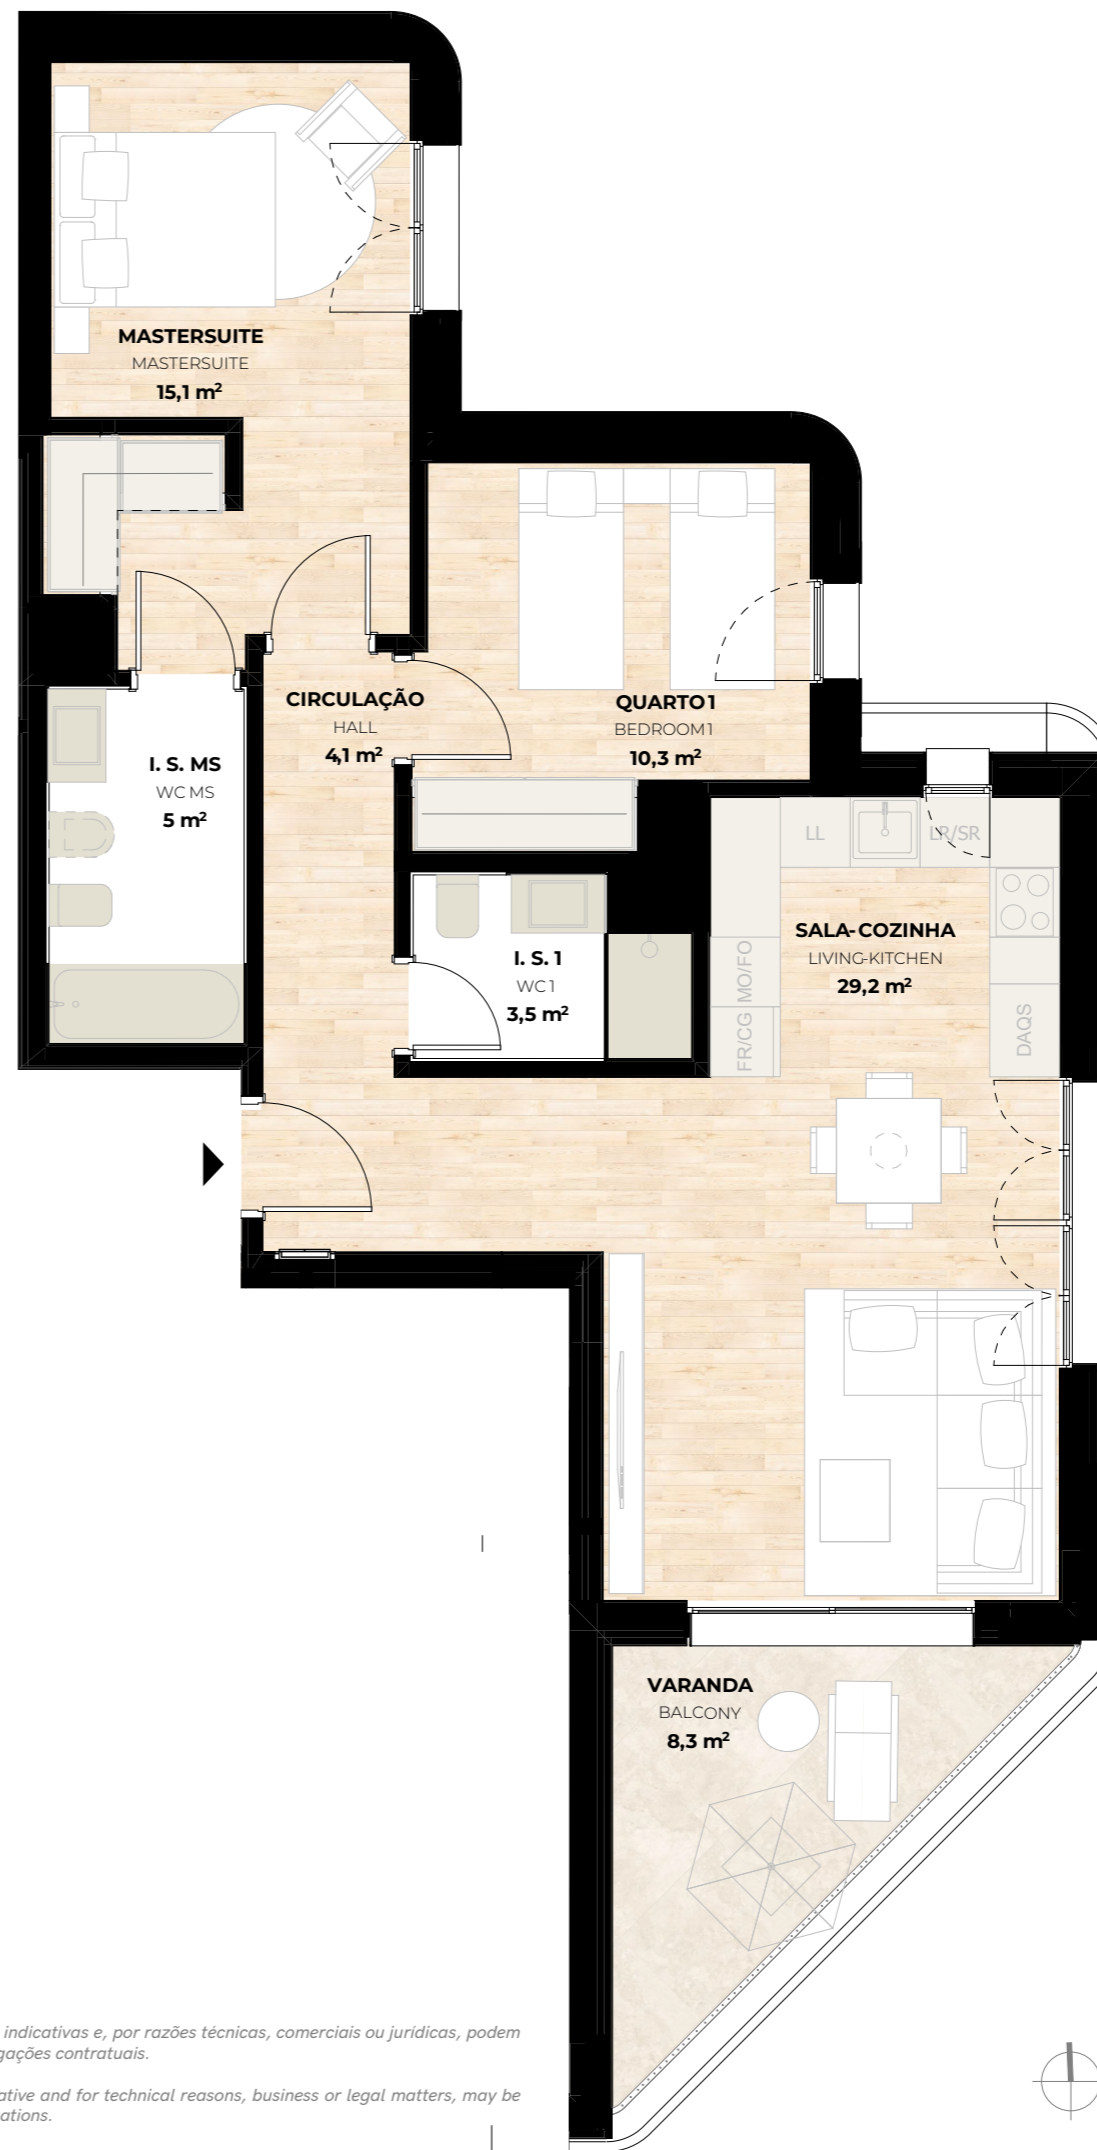 MASTERSUITE
MASTERSUITE
15,1 m²
CIRCULAÇÃO
HALL
4,1 m²
QUARTO 1
BEDROOM 1
10,3 m²
I. S. MS
WC MS
5 m²
LL
LR/SR
SALA-COZINHA
LIVING-KITCHEN
29,2 m²
I. S. 1
WC 1
3,5 m²
MO/FO
FR/CG
DAQS
VARANDA
BALCONY
8,3 m²
indicativas e, por razões técnicas, comerciais ou jurídicas, podem
gações contratuais.
ative and for technical reasons, business or legal matters, may be
ations.